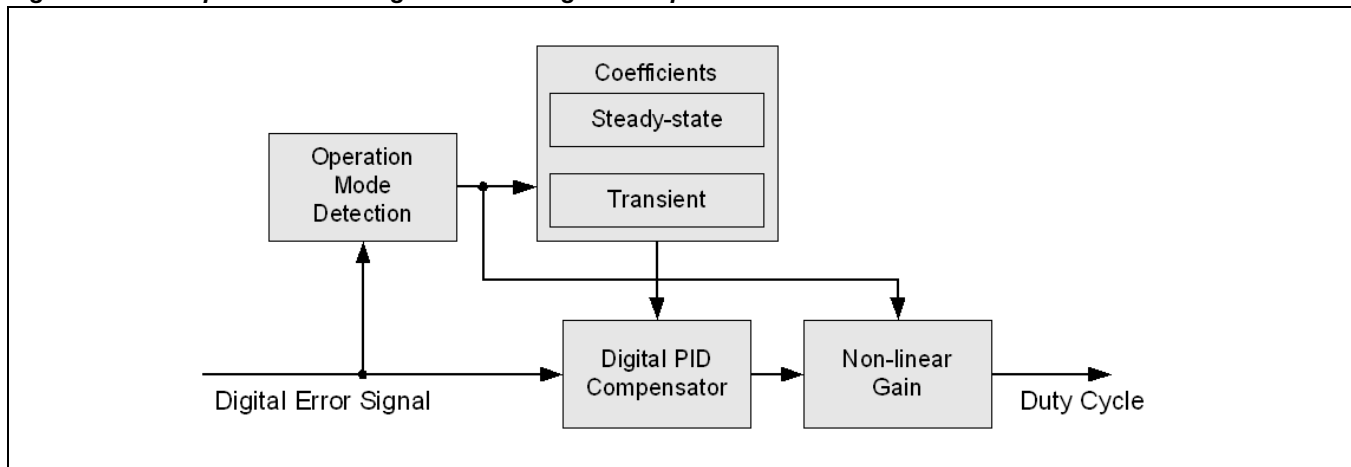 Coefficients
Steady-state
Operation
Mode
Detection
Transient
Digital PID
Compensator
Non-linear
Gain
Digital Error Signal
Duty Cycle